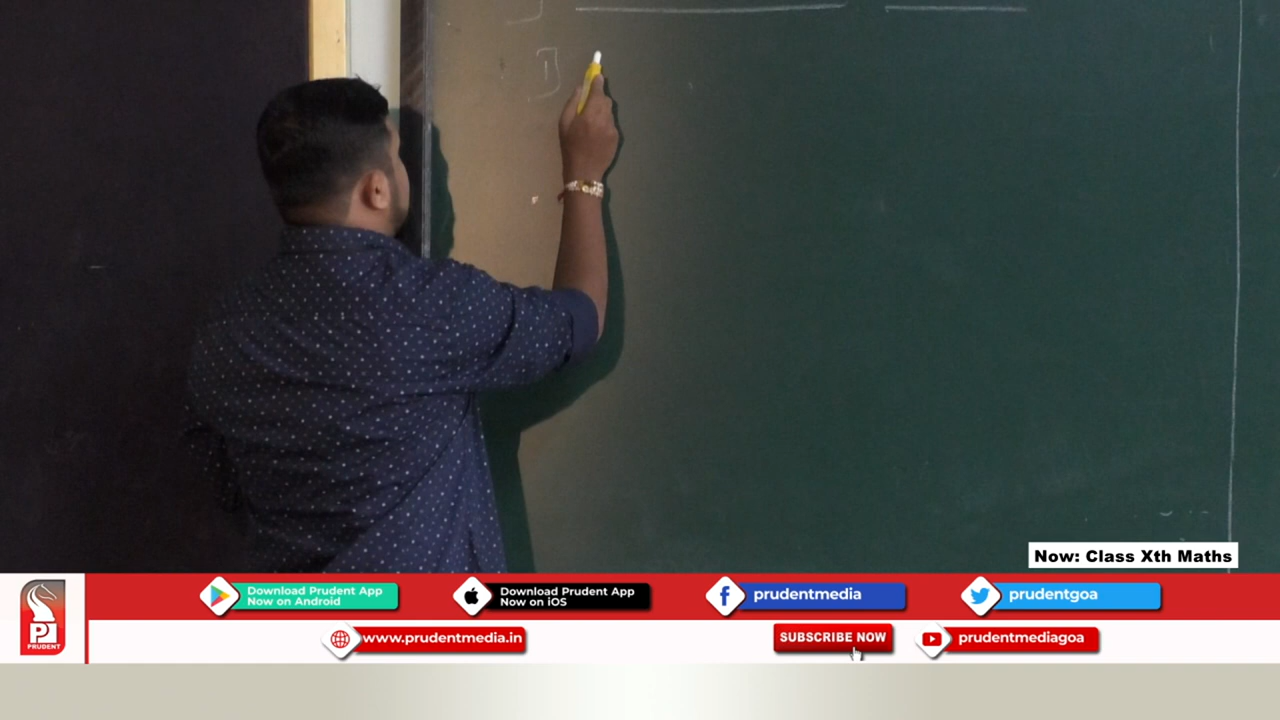 Now: Class Xth Maths
Download Prudent App
Now on Android
Download Prudent App
Now on iOS
prudentmedia
prudentgoa
PRUDENT
www.prudentmedia.in
SUBSCRIBE NOW
prudentmediagoa